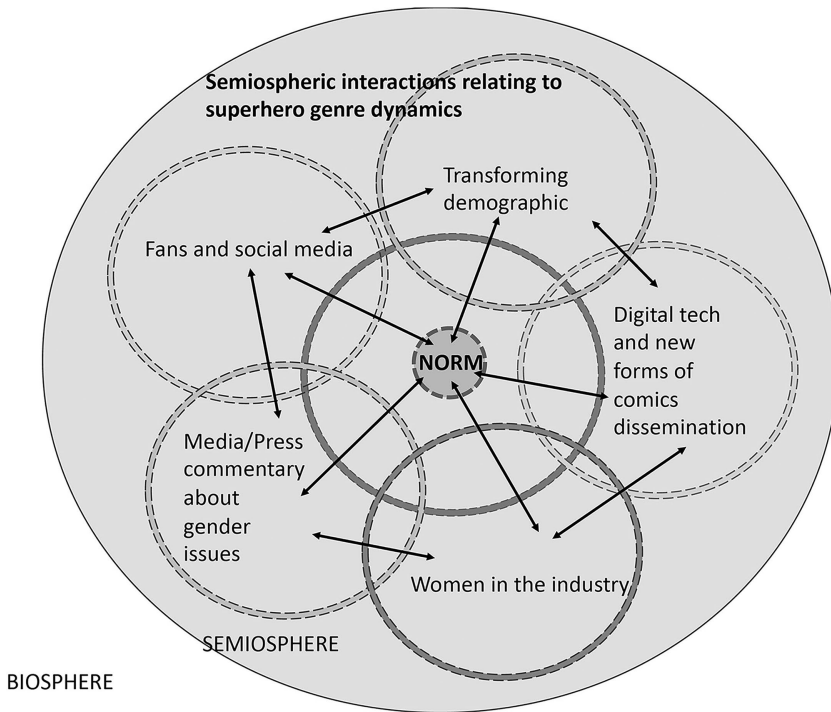 Semiospheric interactions relating to
superhero genre dynamics
Transforming
demographic
Fans and social media
Digital tech
and new
forms of
comics
dissemination
NORM
Media/Press
commentary
about
gender
issues
Women in the industry
SEMIOSPHERE
BIOSPHERE